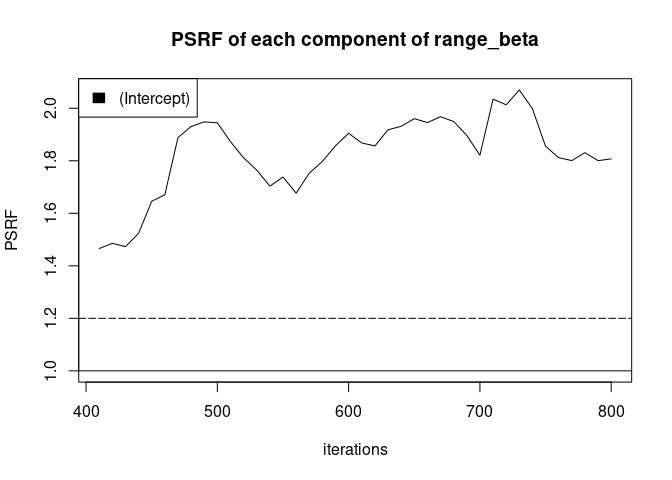 PSRF of each component of range_beta
(Intercept)
PSRF
2.0
1.8
1.6
1.4
1.2
1.0
400 500 600 700 800
iterations